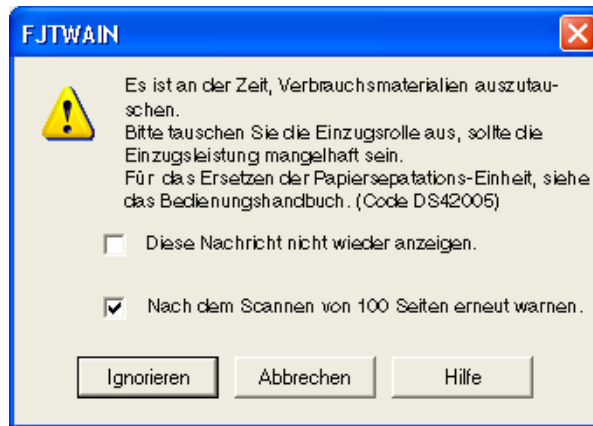 FJTWAIN
Es ist an der Zeit, Verbrauchsmaterialien auszutau-
schen.
Bitte tauschen Sie die Einzugsrolle aus, sollte die
Einzugsleistung mangelhaft sein.
Für das Ersetzen der Papiersepatations-Einheit, siehe
das Bedienungshandbuch. (Code DS42005)
Diese Nachricht nicht wieder anzeigen.
Nach dem Scannen von 100 Seiten erneut warnen.
Ignorieren Abbrechen Hilfe